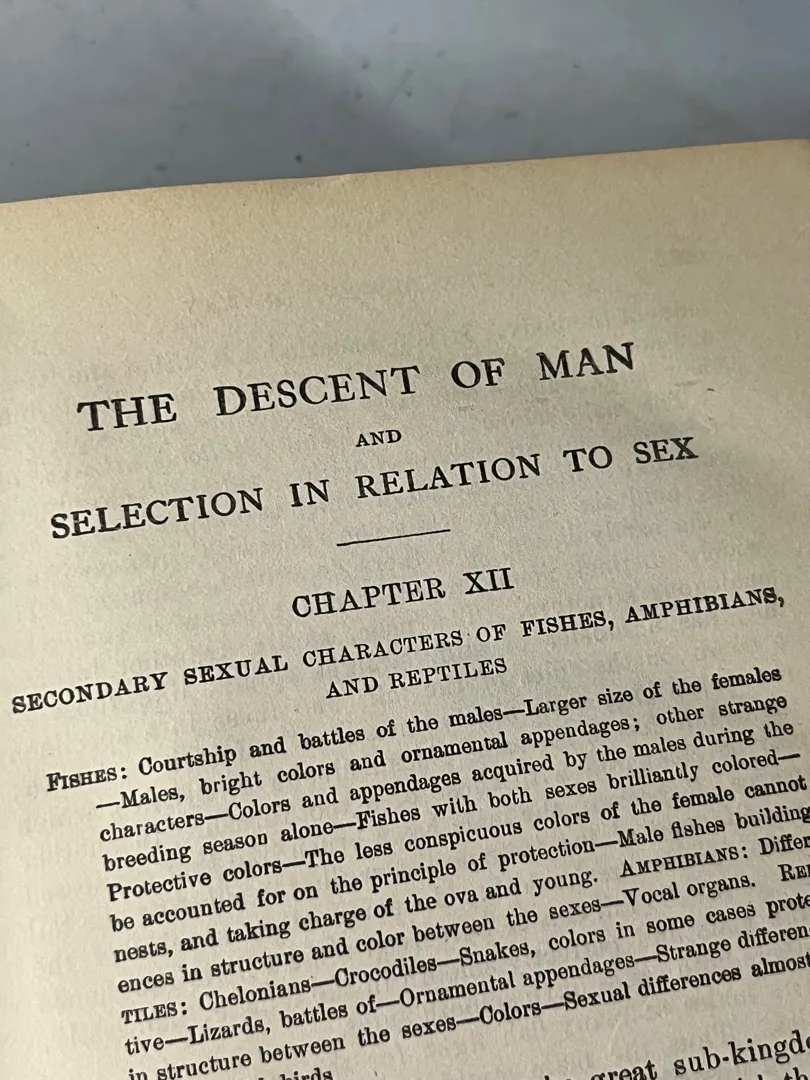 THE DESCENT OF MAN
AND
SELECTION IN RELATION TO SEX
CHAPTER XII
SECONDARY SEXUAL CHARACTERS OF FISHES, AMPHIBIANS,
AND REPTILES
FISHES: Courtship and battles of the males—Larger size of the females
—Males, bright colors and ornamental appendages; other strange
characters—Colors and appendages acquired by the males during the
breeding season alone—Fishes with both sexes brilliantly colored—
Protective colors—The less conspicuous colors of the female cannot
be accounted for on the principle of protection—Male fishes building
nests, and taking charge of the ova and young. AMPHIBIANS: Differ
ences in structure and color between the sexes—Vocal organs. REP
TILES: Chelonians—Crocodiles—Snakes, colors in some cases prote
tive—Lizards, battles of—Ornamental appendages—Strange differen
in structure between the sexes—Colors—Sexual differences almost
birds
great sub-kingdo